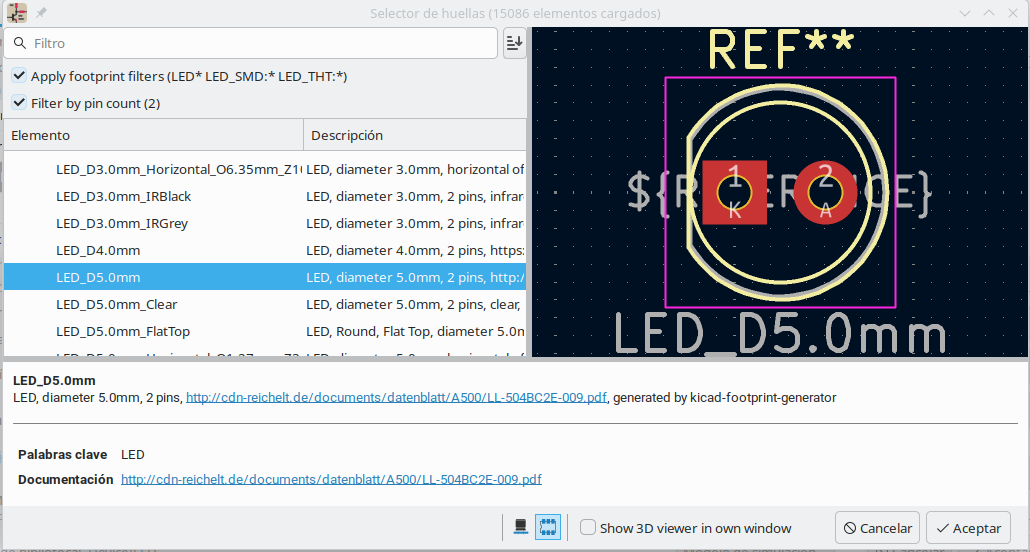 Selector de huellas (15086 elementos cargados)
Filtro
Apply footprint filters (LED* LED_SMD:* LED_THT:*)
Filter by pin count (2)
Elemento Descripción
LED_D3.0mm_Horizontal_O6.35mm_Z1 LED, diameter 3.0mm, horizontal of
LED_D3.0mm_IRBlack LED, diameter 3.0mm, 2 pins, infrar
LED_D3.0mm_IRGrey LED, diameter 3.0mm, 2 pins, infrar
LED_D4.0mm LED, diameter 4.0mm, 2 pins, https:
LED_D5.0mm LED, diameter 5.0mm, 2 pins, http:/
LED_D5.0mm_Clear LED, diameter 5.0mm, 2 pins, clear,
LED_D5.0mm_FlatTop LED, Round, Flat Top, diameter 5.0m
REF**
1 2
K A
LED_D5.0mm
LED_D5.0mm
LED, diameter 5.0mm, 2 pins, http://cdn-reichelt.de/documents/datenblatt/A500/LL-504BC2E-009.pdf, generated by kicad-footprint-generator
Palabras clave LED
Documentación http://cdn-reichelt.de/documents/datenblatt/A500/LL-504BC2E-009.pdf
Show 3D viewer in own window
Cancelar
Aceptar